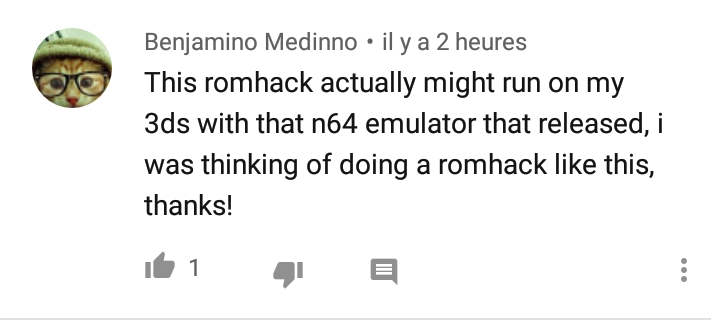 Benjamino Medinno • il y a 2 heures
This romhack actually might run on my
3ds with that n64 emulator that released, i
was thinking of doing a romhack like this,
thanks!
1